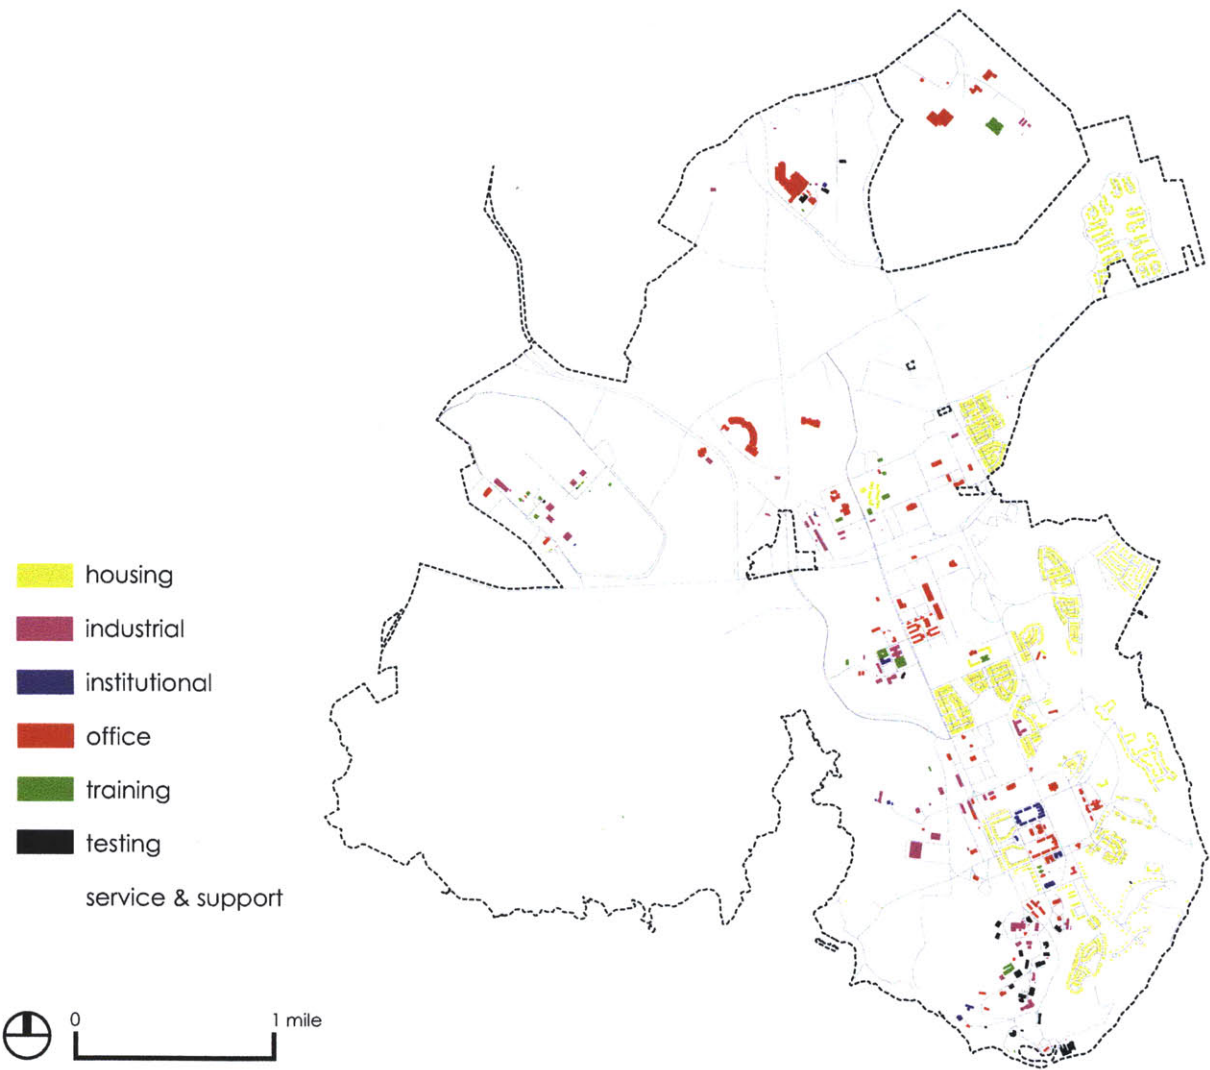 housing
industrial
institutional
office
training
testing
service & support
0 1 mile